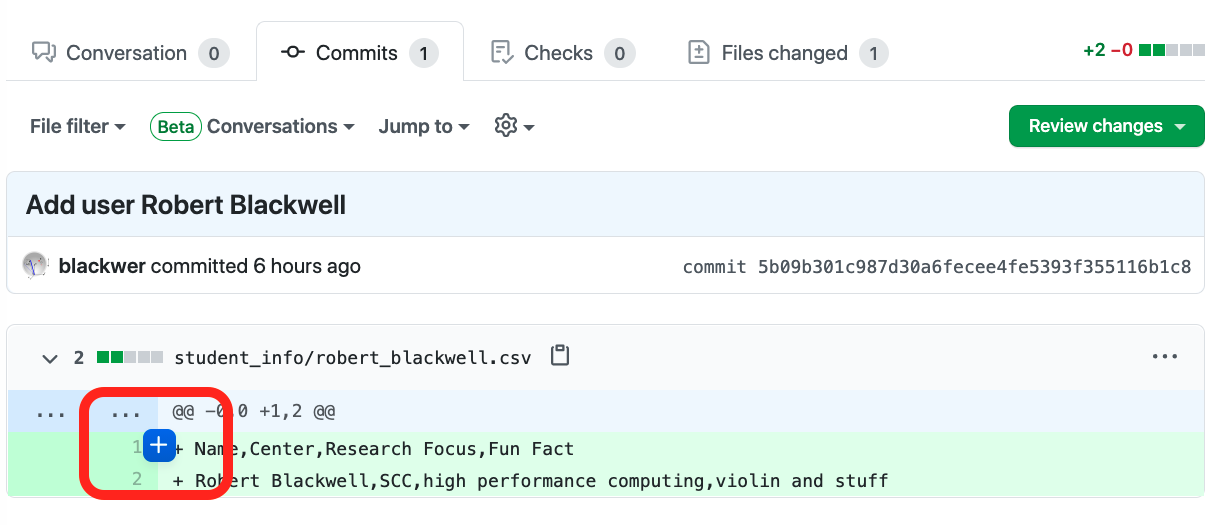 Conversation 0 Commits 1 Checks 0 Files changed 1 +2 −0
File filter Beta Conversations Jump to Review changes
Add user Robert Blackwell
blackwer committed 6 hours ago commit 5b09b301c987d30a6fecee4fe5393f355116b1c8
2 student_info/robert_blackwell.csv ...
... ... @@ -0,0 +1,2 @@
1 + + Name,Center,Research Focus,Fun Fact
2 + Robert Blackwell,SCC,high performance computing,violin and stuff